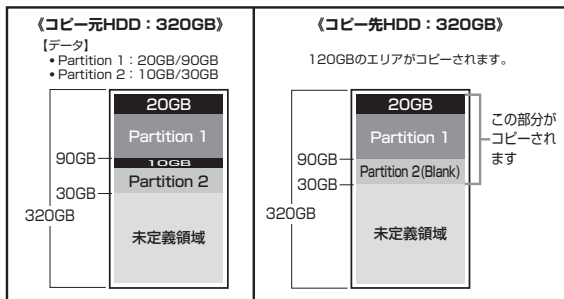 《コピー元HDD：320GB》
【データ】
• Partition 1：20GB/90GB
• Partition 2：10GB/30GB
20GB
Partition 1
90GB
10GB
Partition 2
30GB
320GB
未定義領域
《コピー先HDD：320GB》
120GBのエリアがコピーされます。
20GB
Partition 1
90GB
Partition 2(Blank)
30GB
320GB
未定義領域
この部分が
コピーされ
ます